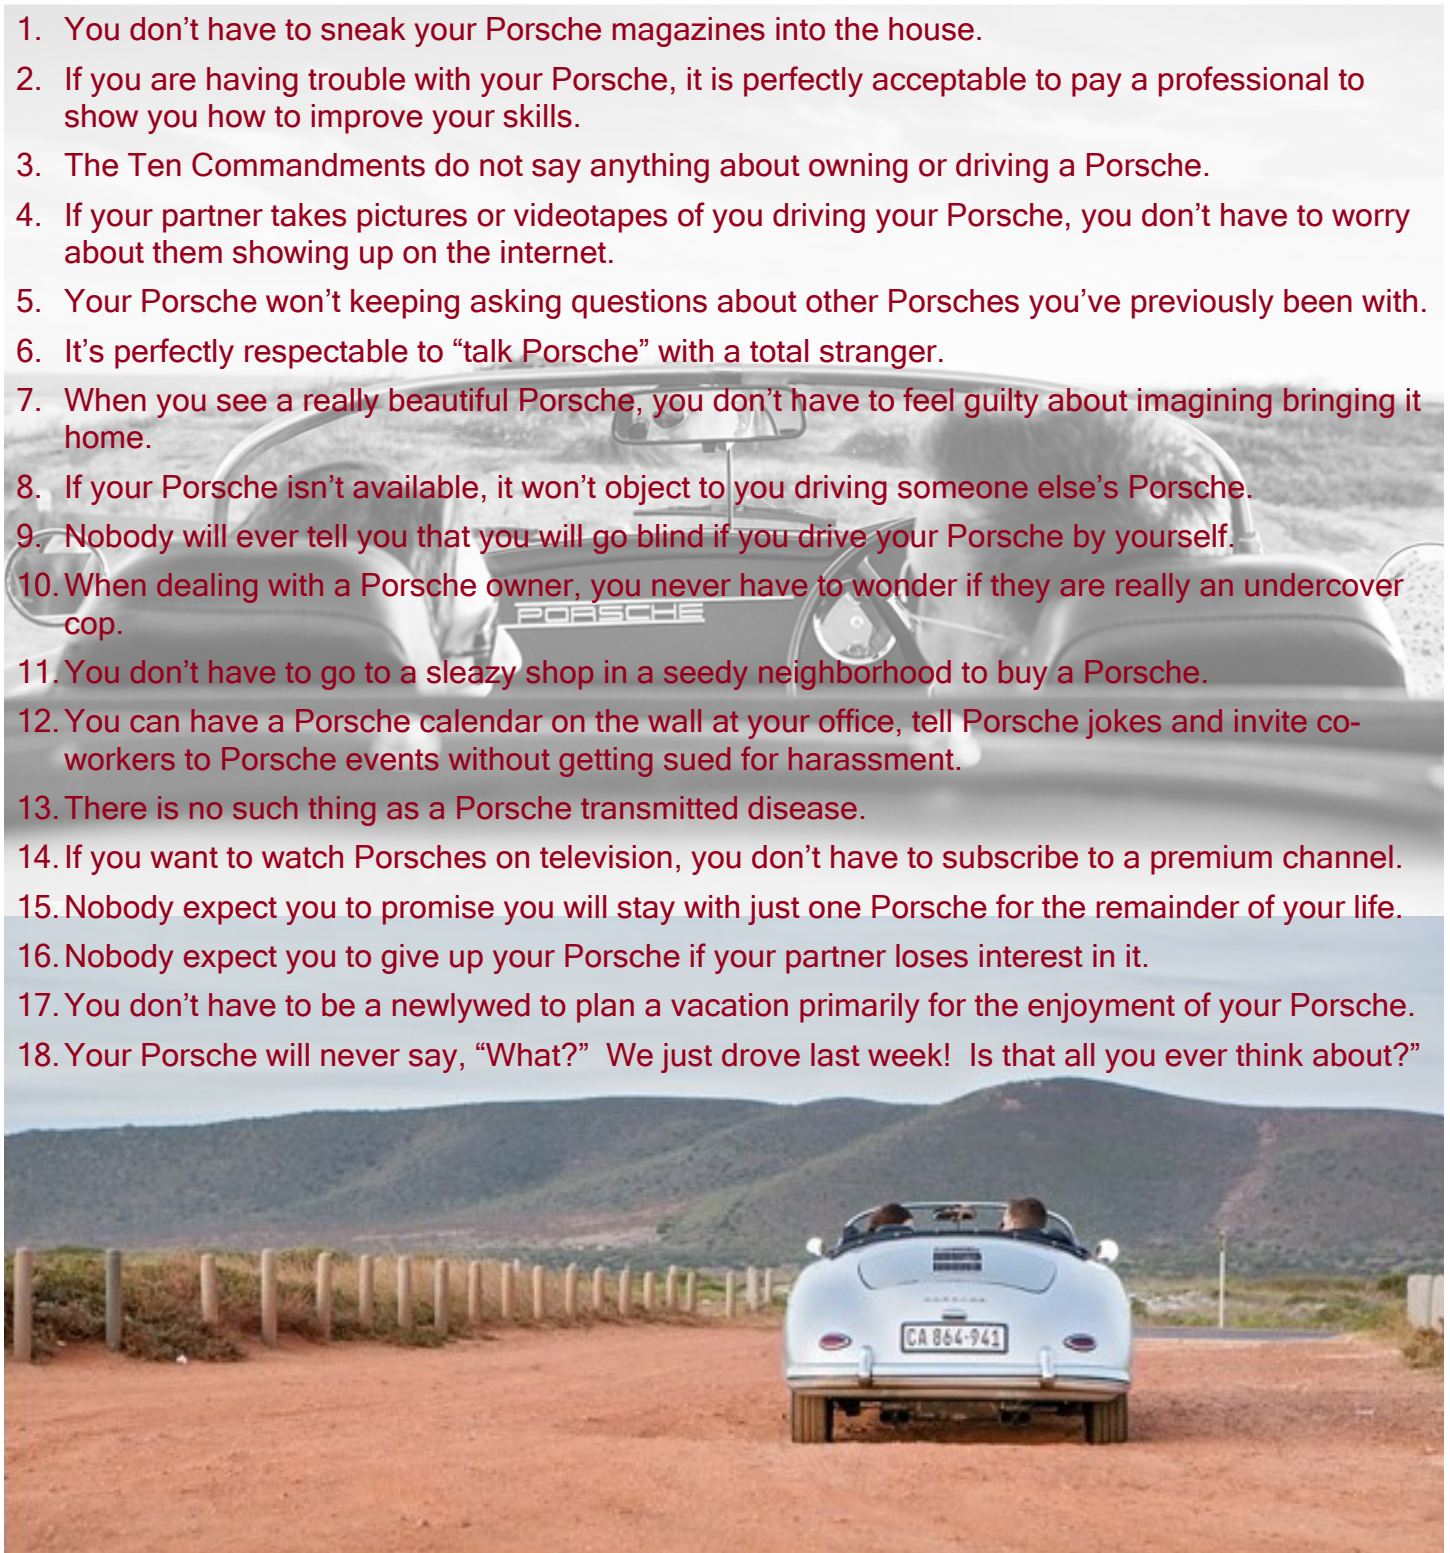 1. You don't have to sneak your Porsche magazines into the house.
2. If you are having trouble with your Porsche, it is perfectly acceptable to pay a professional to
show you how to improve your skills.
3. The Ten Commandments do not say anything about owning or driving a Porsche.
4. If your partner takes pictures or videotapes of you driving your Porsche, you don't have to worry
about them showing up on the internet.
5. Your Porsche won't keeping asking questions about other Porsches you've previously been with.
6. It's perfectly respectable to “talk Porsche” with a total stranger.
7. When you see a really beautiful Porsche, you don't have to feel guilty about imagining bringing it
home.
8. If your Porsche isn't available, it won't object to you driving someone else's Porsche.
9. Nobody will ever tell you that you will go blind if you drive your Porsche by yourself.
10. When dealing with a Porsche owner, you never have to wonder if they are really an undercover
cop.
PORSCHE
11. You don't have to go to a sleazy shop in a seedy neighborhood to buy a Porsche.
12. You can have a Porsche calendar on the wall at your office, tell Porsche jokes and invite co-
workers to Porsche events without getting sued for harassment.
13. There is no such thing as a Porsche transmitted disease.
14. If you want to watch Porsches on television, you don't have to subscribe to a premium channel.
15. Nobody expect you to promise you will stay with just one Porsche for the remainder of your life.
16. Nobody expect you to give up your Porsche if your partner loses interest in it.
17. You don't have to be a newlywed to plan a vacation primarily for the enjoyment of your Porsche.
18. Your Porsche will never say, “What?”  We just drove last week!  Is that all you ever think about?”
PORSCHE
CA 864-941